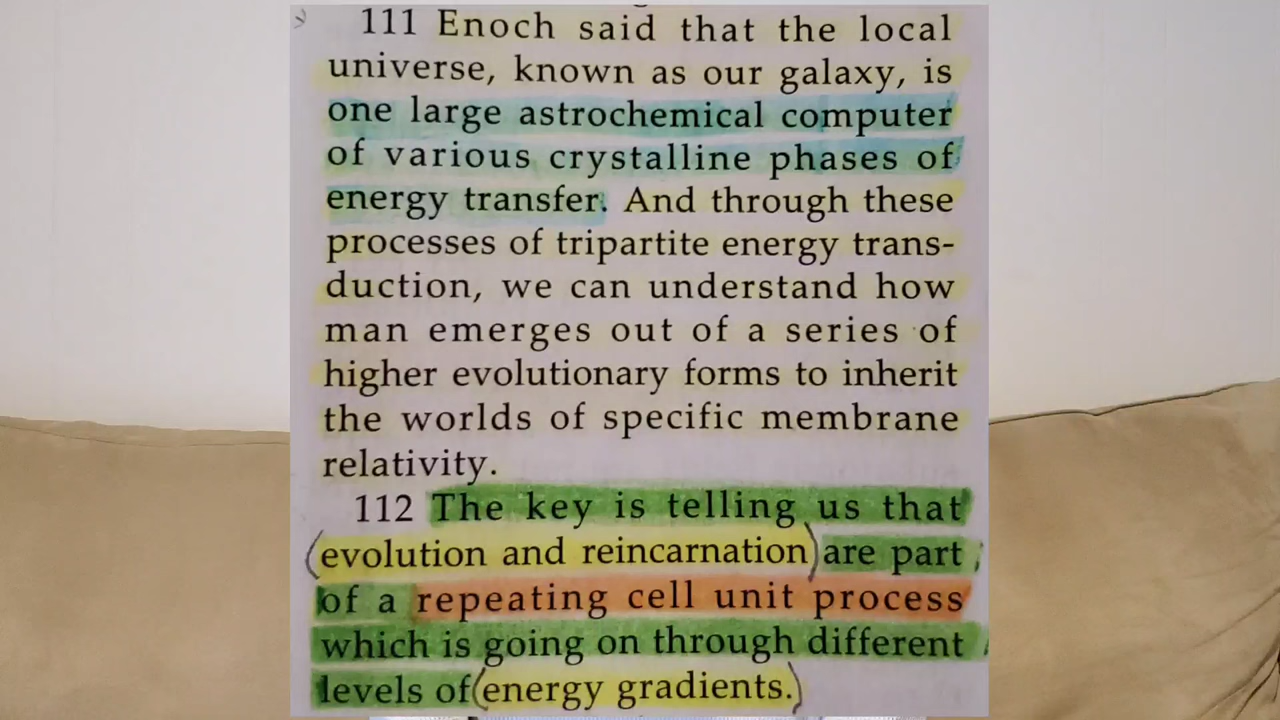 111 Enoch said that the local
universe, known as our galaxy, is
one large astrochemical computer
of various crystalline phases of
energy transfer. And through these
processes of tripartite energy trans-
duction, we can understand how
man emerges out of a series of
higher evolutionary forms to inherit
the worlds of specific membrane
relativity.
112 The key is telling us that
(evolution and reincarnation) are part
of a repeating cell unit process
which is going on through different
levels of (energy gradients.)